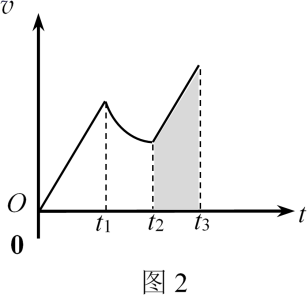 v
O
t₁ t₂ t₃ t
0
图 2